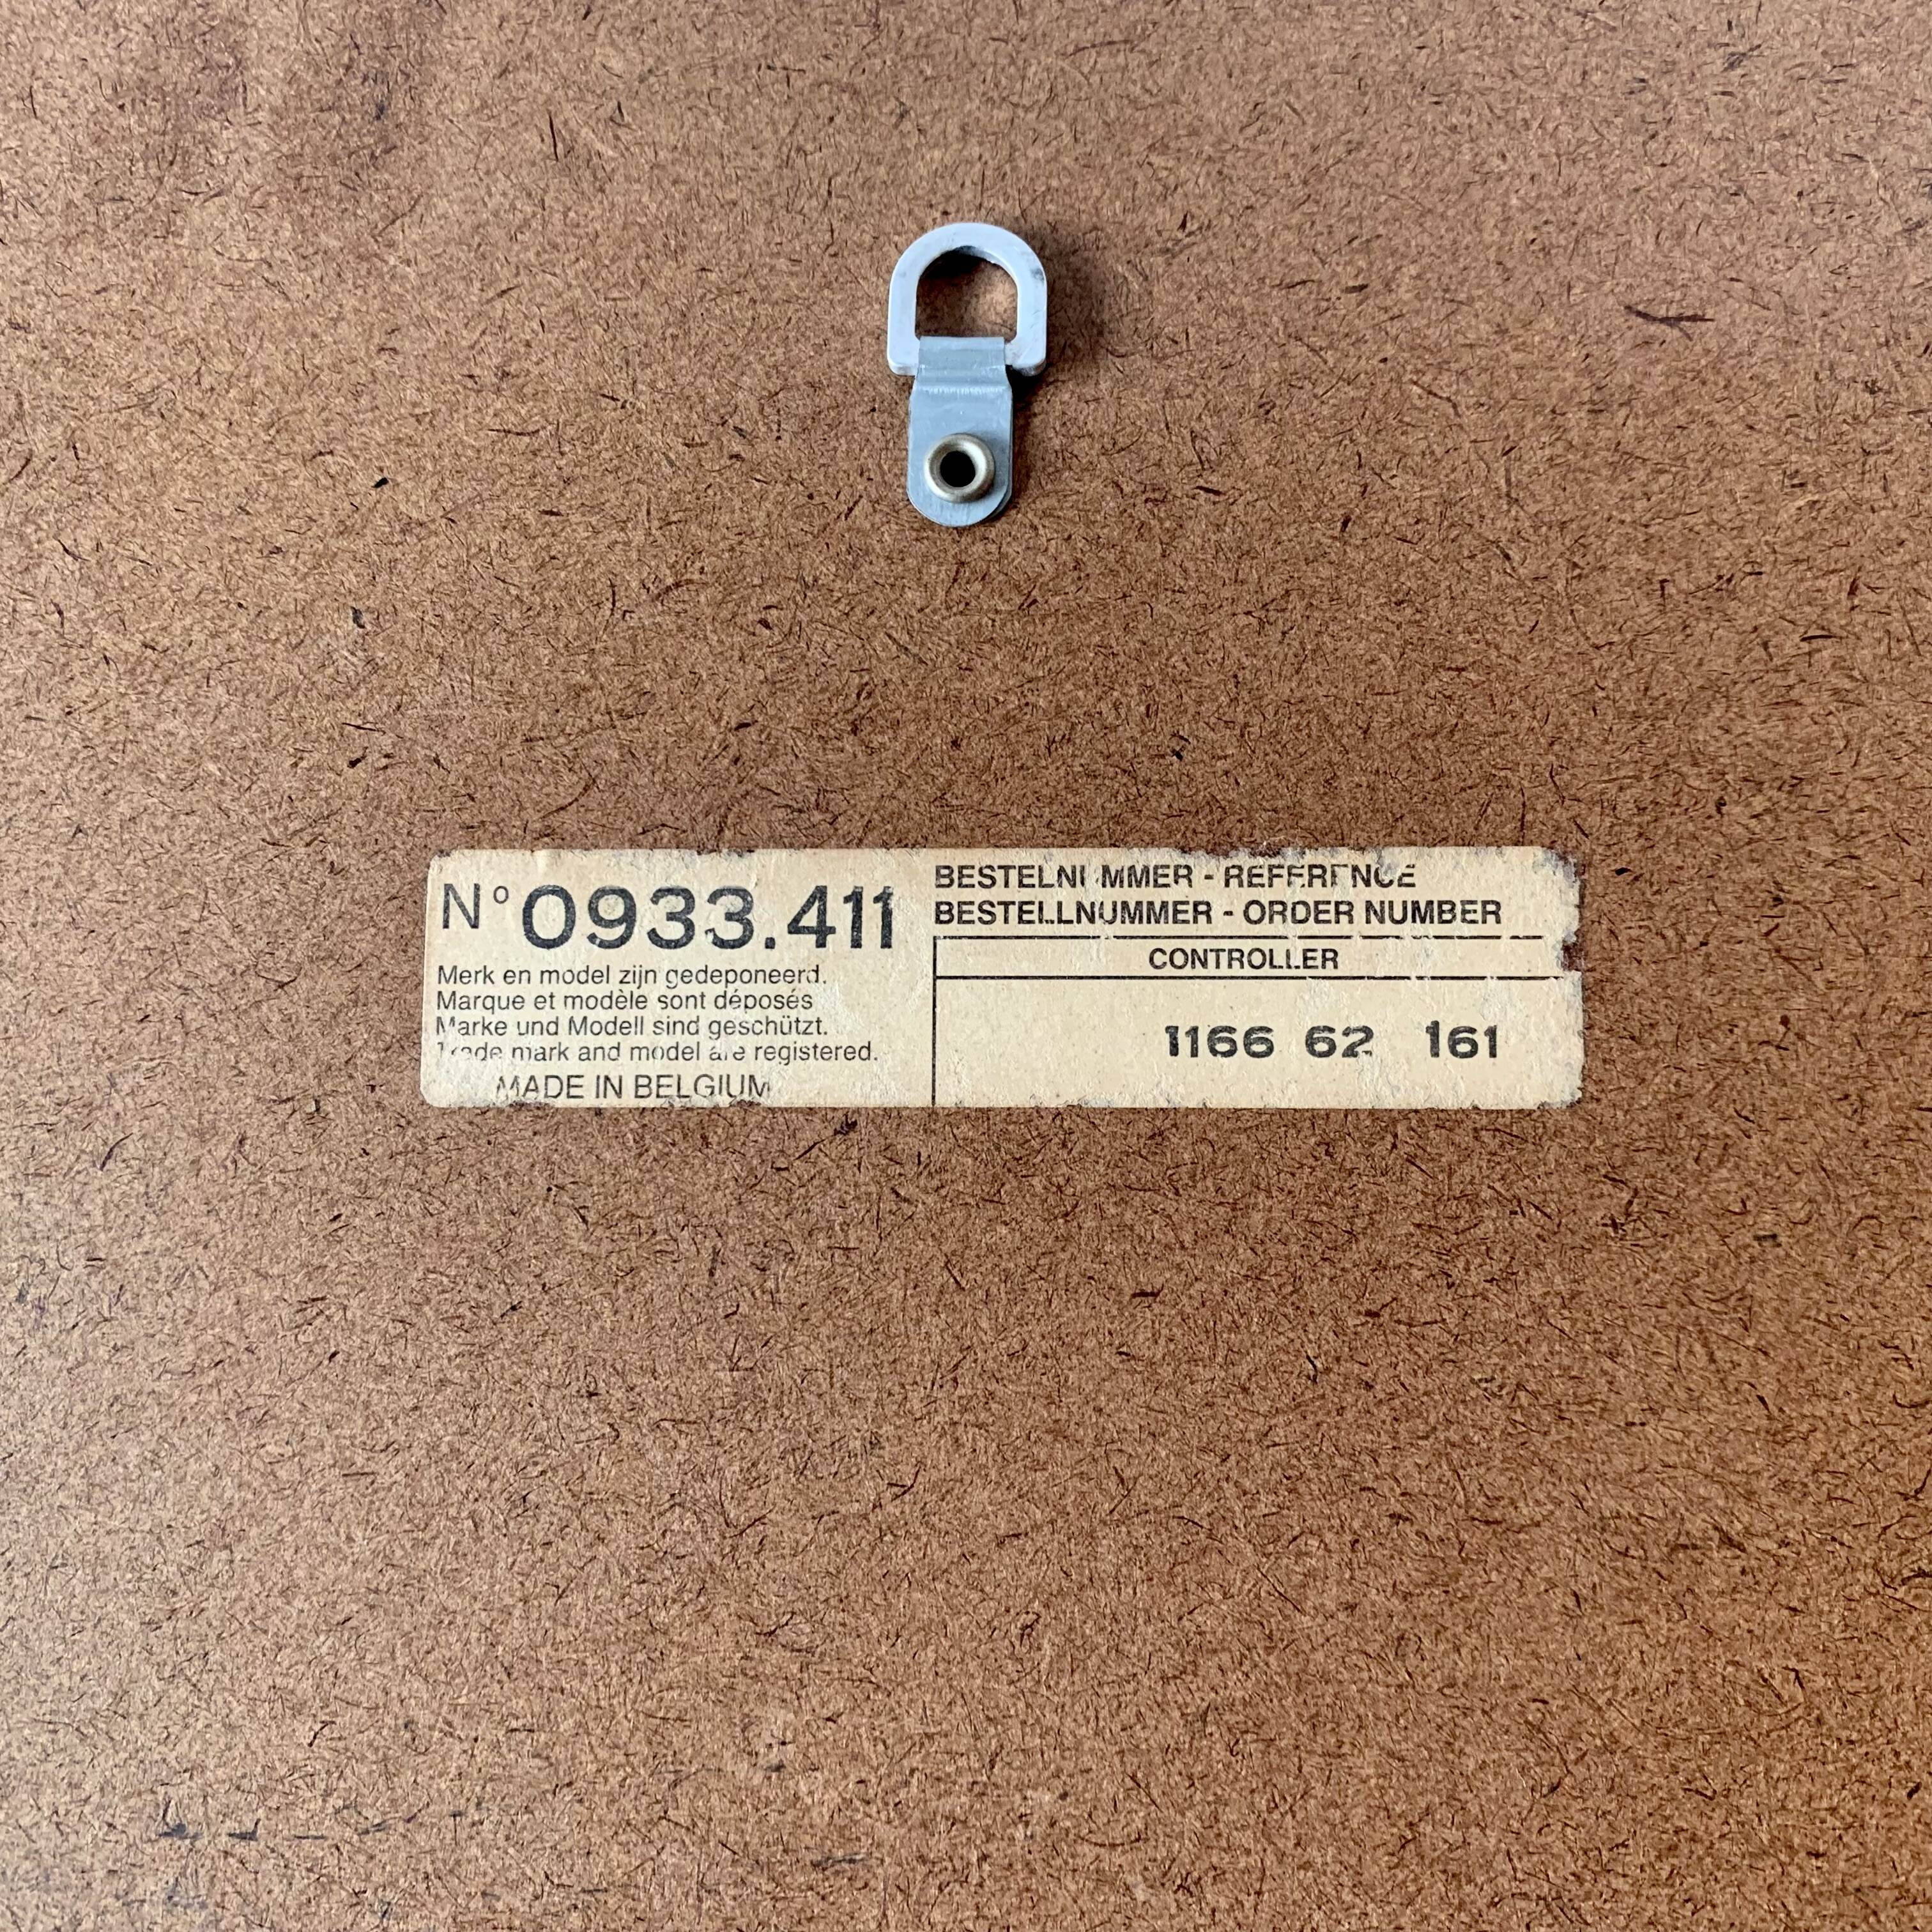 N° 0933.411
Merk en model zijn gedeponeerd.
Marque et modèle sont déposés
Marke und Modell sind geschützt.
Trade mark and model are registered.
MADE IN BELGIUM
BESTELNUMMER - REFERENCE
BESTELLNUMMER - ORDER NUMBER
CONTROLLER
1166 62 161